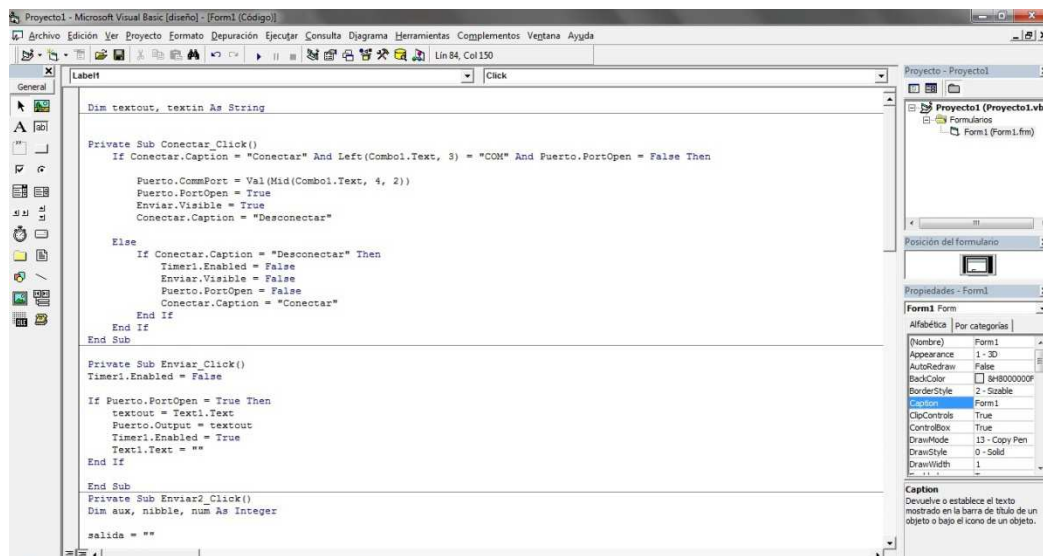 Proyecto1 - Microsoft Visual Basic [diseño] - [Form1 (Código)]
Archivo Edición Ver Proyecto Formato Depuración Ejecutar Consulta Diagrama Herramientas Complementos Ventana Ayuda
Lín 84, Col 150
General
Label1
Click
Dim textout, textin As String
Private Sub Conectar_Click()
If Conectar.Caption = "Conectar" And Left(Combo1.Text, 3) = "COM" And Puerto.PortOpen = False Then
Puerto.CommPort = Val(Mid(Combo1.Text, 4, 2))
Puerto.PortOpen = True
Enviar.Visible = True
Conectar.Caption = "Desconectar"
Else
If Conectar.Caption = "Desconectar" Then
Timer1.Enabled = False
Enviar.Visible = False
Puerto.PortOpen = False
Conectar.Caption = "Conectar"
End If
End If
End Sub
Private Sub Enviar_Click()
Timer1.Enabled = False
If Puerto.PortOpen = True Then
textout = Text1.Text
Puerto.Output = textout
Timer1.Enabled = True
Text1.Text = ""
End If
End Sub
Private Sub Enviar2_Click()
Dim aux, nibble, num As Integer
salida = ""
Proyecto - Proyecto1
Proyecto1 (Proyecto1.vb
Formularios
Form1 (Form1.frm)
Posición del formulario
Propiedades - Form1
Form1 Form
Alfabética Por categorías
(Nombre) Form1
Appearance 1 - 3D
AutoRedraw False
BackColor &H8000000F
BorderStyle 2 - Sizable
Caption Form1
ClipControls True
ControlBox True
DrawMode 13 - Copy Pen
DrawStyle 0 - Solid
DrawWidth 1
Caption
Devuelve o establece el texto
mostrado en la barra de título de un
objeto o bajo el icono de un objeto.